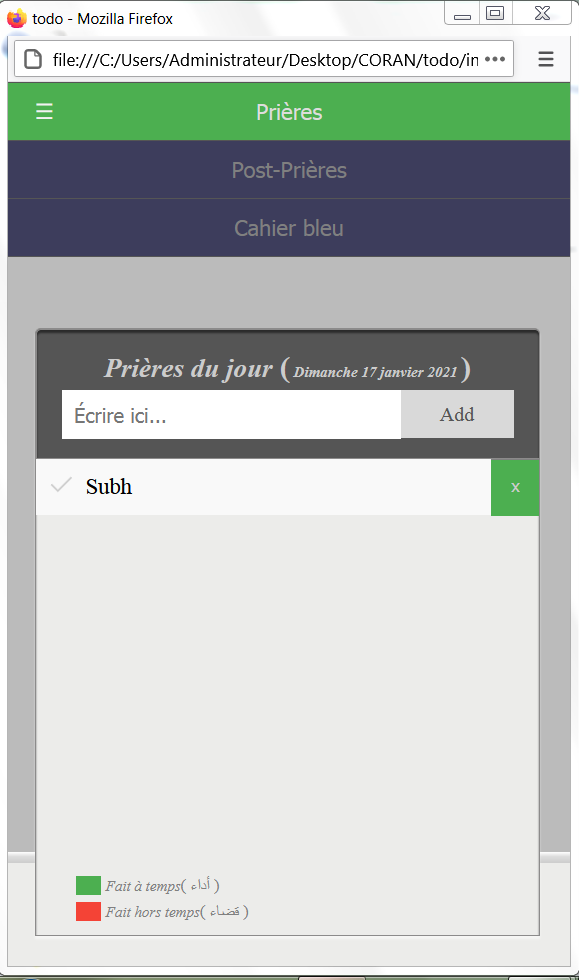 todo - Mozilla Firefox
file:///C:/Users/Administrateur/Desktop/CORAN/todo/in
Prières
Post-Prières
Cahier bleu
Prières du jour ( Dimanche 17 janvier 2021 )
Écrire ici...
Add
Subh
x
Fait à temps( أداء )
Fait hors temps( قضاء )